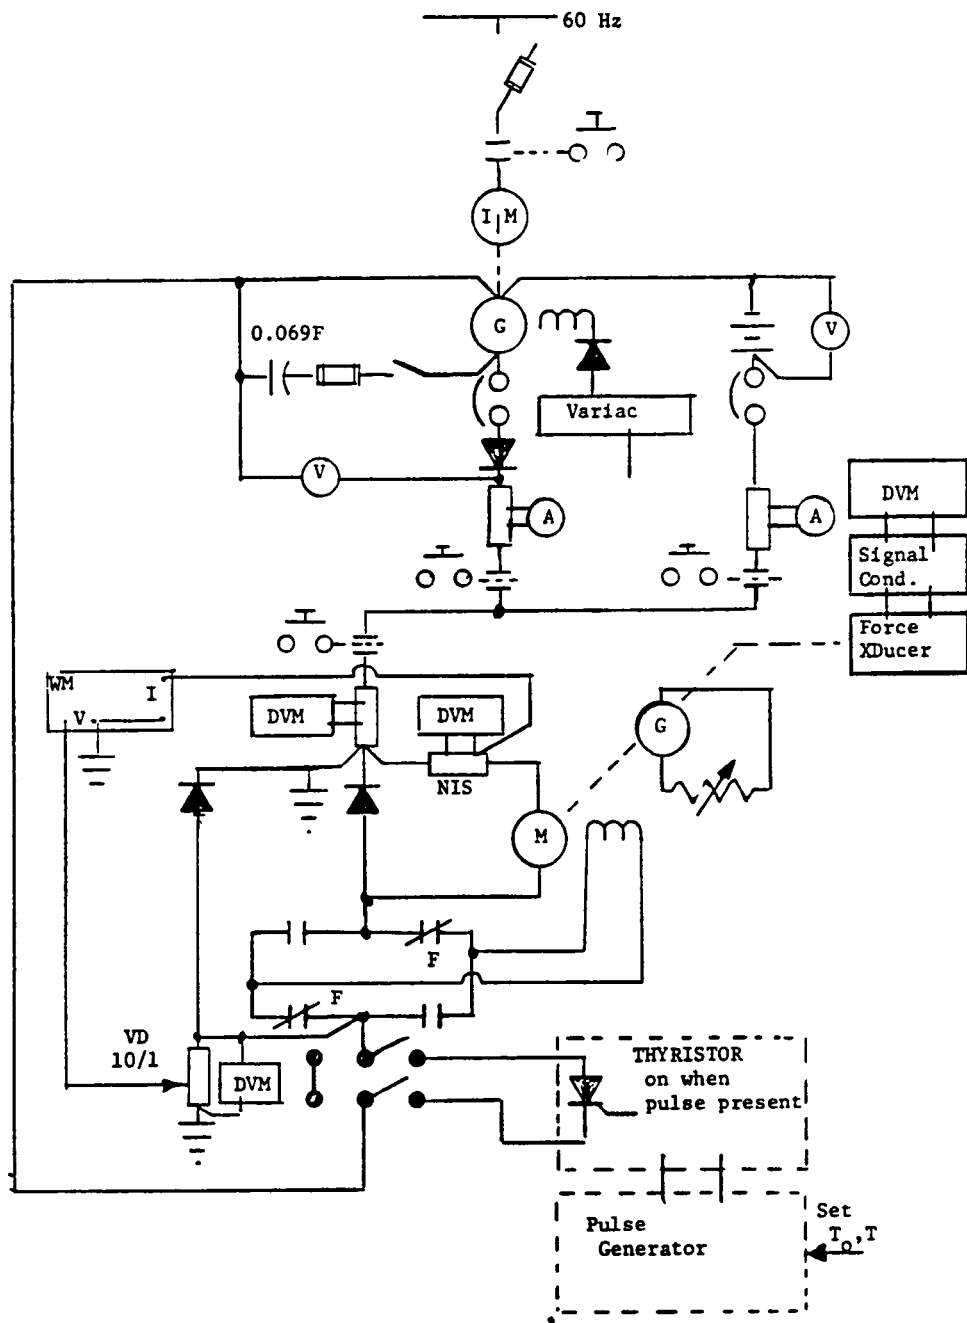 60 Hz
I M
0.069F
G
V
Variac
V
A
A
DVM
Signal
Cond.
Force
XDucer
WM
I
V
DVM
DVM
NIS
G
M
F
F
VD
10/1
DVM
THYRISTOR
on when
pulse present
Pulse
Generator
Set
To,T